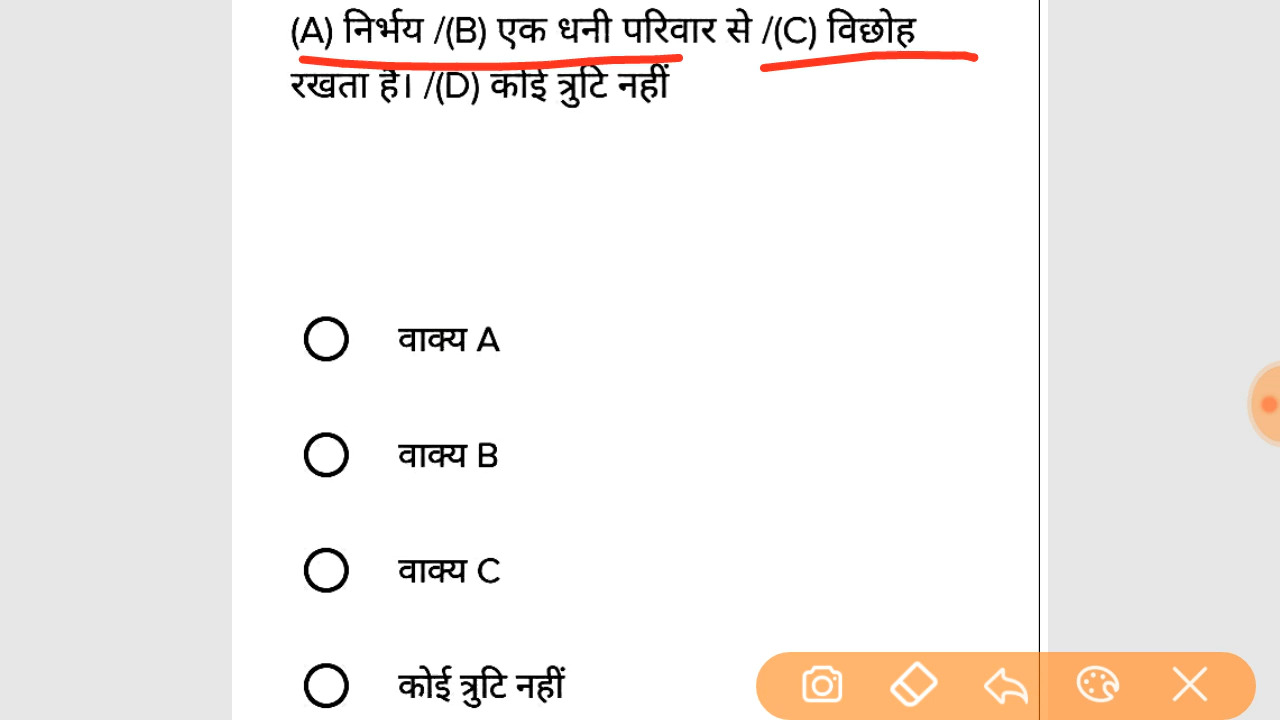 (A) निर्भय /(B) एक धनी परिवार से /(C) विछोह
रखता है। /(D) कोई त्रुटि नहीं
वाक्य A
वाक्य B
वाक्य C
कोई त्रुटि नहीं